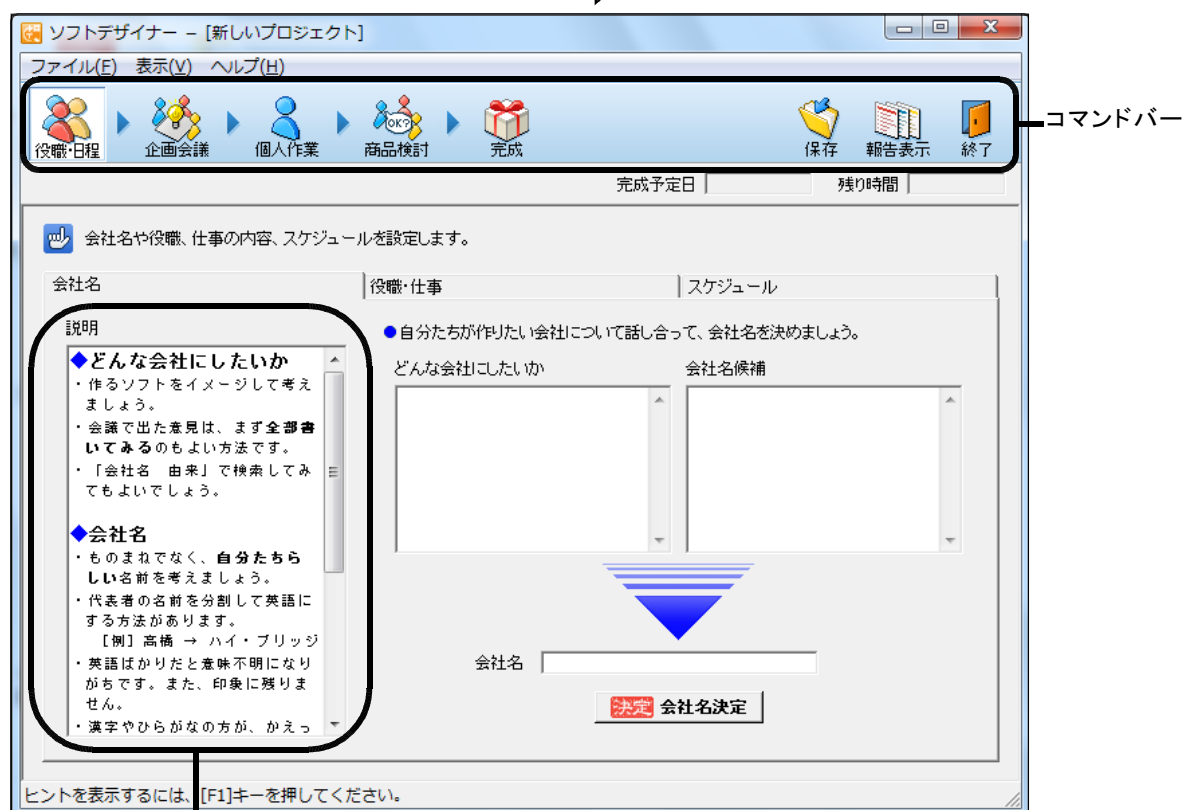 ソフトデザイナー － [新しいプロジェクト]
ファイル(F) 表示(V) ヘルプ(H)
役職・日程 企画会議 個人作業 商品検討 完成 保存 報告表示 終了
OK?
コマンドバー
完成予定日 残り時間
会社名や役職、仕事の内容、スケジュールを設定します。
会社名 役職・仕事 スケジュール
説明
◆どんな会社にしたいか
・作るソフトをイメージして考え
ましょう。
・会議で出た意見は、まず全部書
いてみるのもよい方法です。
・「会社名 由来」で検索してみ
てもよいでしょう。
◆会社名
・ものまねでなく、自分たちら
しい名前を考えましょう。
・代表者の名前を分割して英語に
する方法があります。
［例］高橋 → ハイ・ブリッジ
・英語ばかりだと意味不明になり
がちです。また、印象に残りま
せん。
・漢字やひらがなの方が、かえっ
●自分たちが作りたい会社について話し合って、会社名を決めましょう。
どんな会社にしたいか 会社名候補
会社名
決定 会社名決定
ヒントを表示するには、[F1]キーを押してください。